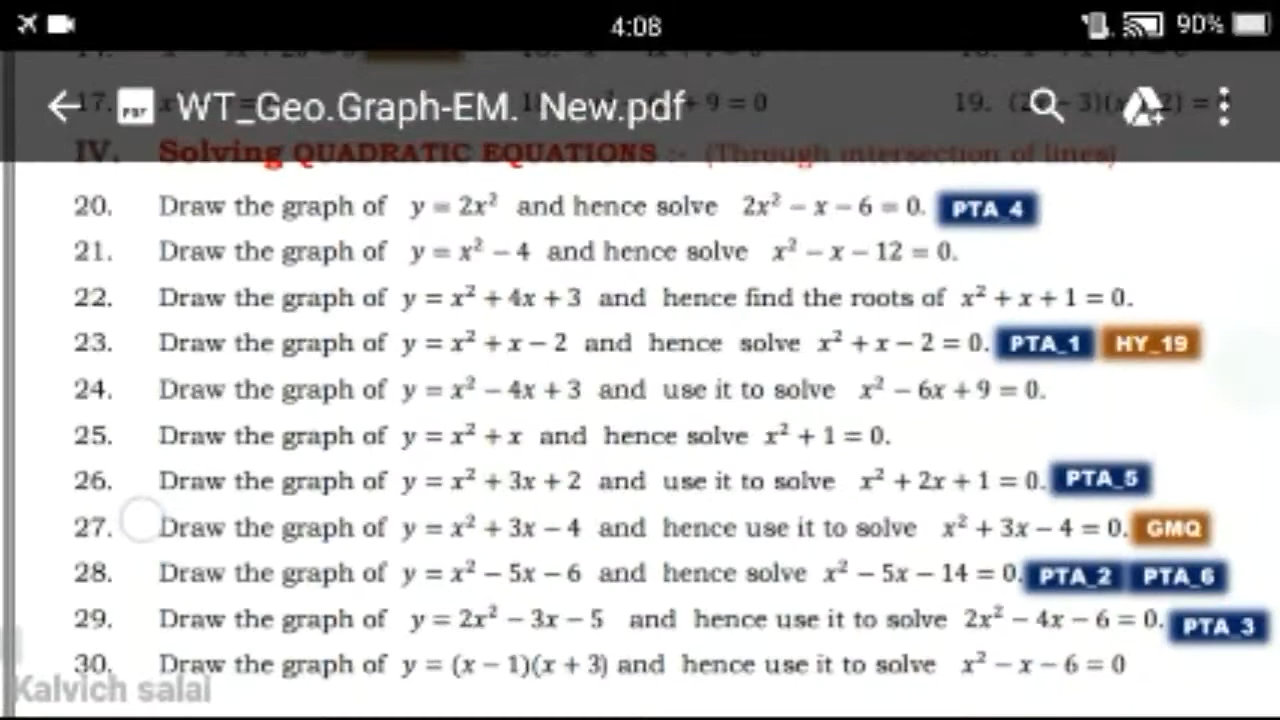 4:08 90%
WT_Geo.Graph-EM. New.pdf
17. + 9 = 0 19.
IV. Solving QUADRATIC EQUATIONS :- (Through intersection of lines)
20. Draw the graph of y = 2x² and hence solve 2x² − x − 6 = 0. PTA_4
21. Draw the graph of y = x² − 4 and hence solve x² − x − 12 = 0.
22. Draw the graph of y = x² + 4x + 3 and hence find the roots of x² + x + 1 = 0.
23. Draw the graph of y = x² + x − 2 and hence solve x² + x − 2 = 0. PTA_1 HY_19
24. Draw the graph of y = x² − 4x + 3 and use it to solve x² − 6x + 9 = 0.
25. Draw the graph of y = x² + x and hence solve x² + 1 = 0.
26. Draw the graph of y = x² + 3x + 2 and use it to solve x² + 2x + 1 = 0. PTA_5
27. Draw the graph of y = x² + 3x − 4 and hence use it to solve x² + 3x − 4 = 0. GMQ
28. Draw the graph of y = x² − 5x − 6 and hence solve x² − 5x − 14 = 0. PTA_2 PTA_6
29. Draw the graph of y = 2x² − 3x − 5 and hence use it to solve 2x² − 4x − 6 = 0. PTA_3
30. Draw the graph of y = (x − 1)(x + 3) and hence use it to solve x² − x − 6 = 0
Kalvich salai